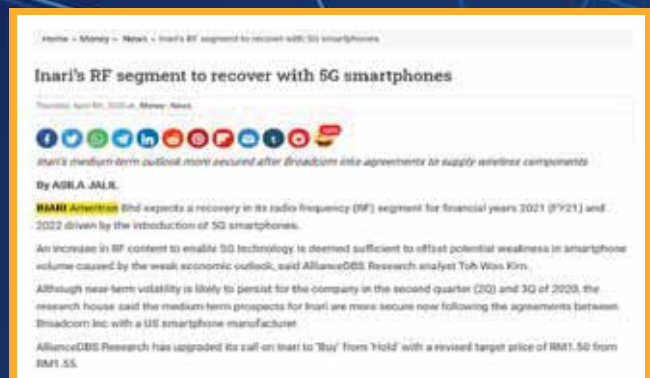 Home » Money » News » Inari's RF segment to recover with 5G smartphones
Inari's RF segment to recover with 5G smartphones
Thursday, April 9th, 2020 at , Money · News
Inari's medium-term outlook more secured after Broadcom inks agreements to supply wireless components
By ASILA JALIL
INARI Amertron Bhd expects a recovery in its radio frequency (RF) segment for financial years 2021 (FY21) and
2022 driven by the introduction of 5G smartphones.
An increase in RF content to enable 5G technology is deemed sufficient to offset potential weakness in smartphone
volume caused by the weak economic outlook, said AllianceDBS Research analyst Toh Woo Kim.
Although near-term volatility is likely to persist for the company in the second quarter (2Q) and 3Q of 2020, the
research house said the medium-term prospects for Inari are more secure now following the agreements between
Broadcom Inc with a US smartphone manufacturer.
AllianceDBS Research has upgraded its call on Inari to 'Buy' from 'Hold' with a revised target price of RM1.50 from
RM1.55.